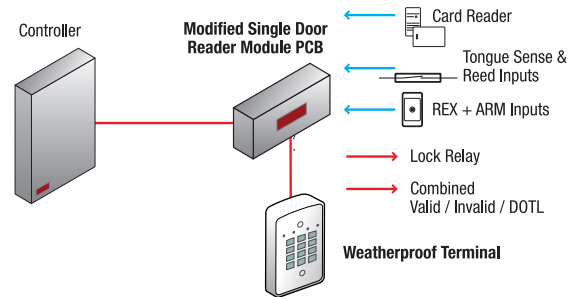 Controller
Modified Single Door
Reader Module PCB
Card Reader
Tongue Sense &
Reed Inputs
REX + ARM Inputs
Lock Relay
Combined
Valid / Invalid / DOTL
Weatherproof Terminal